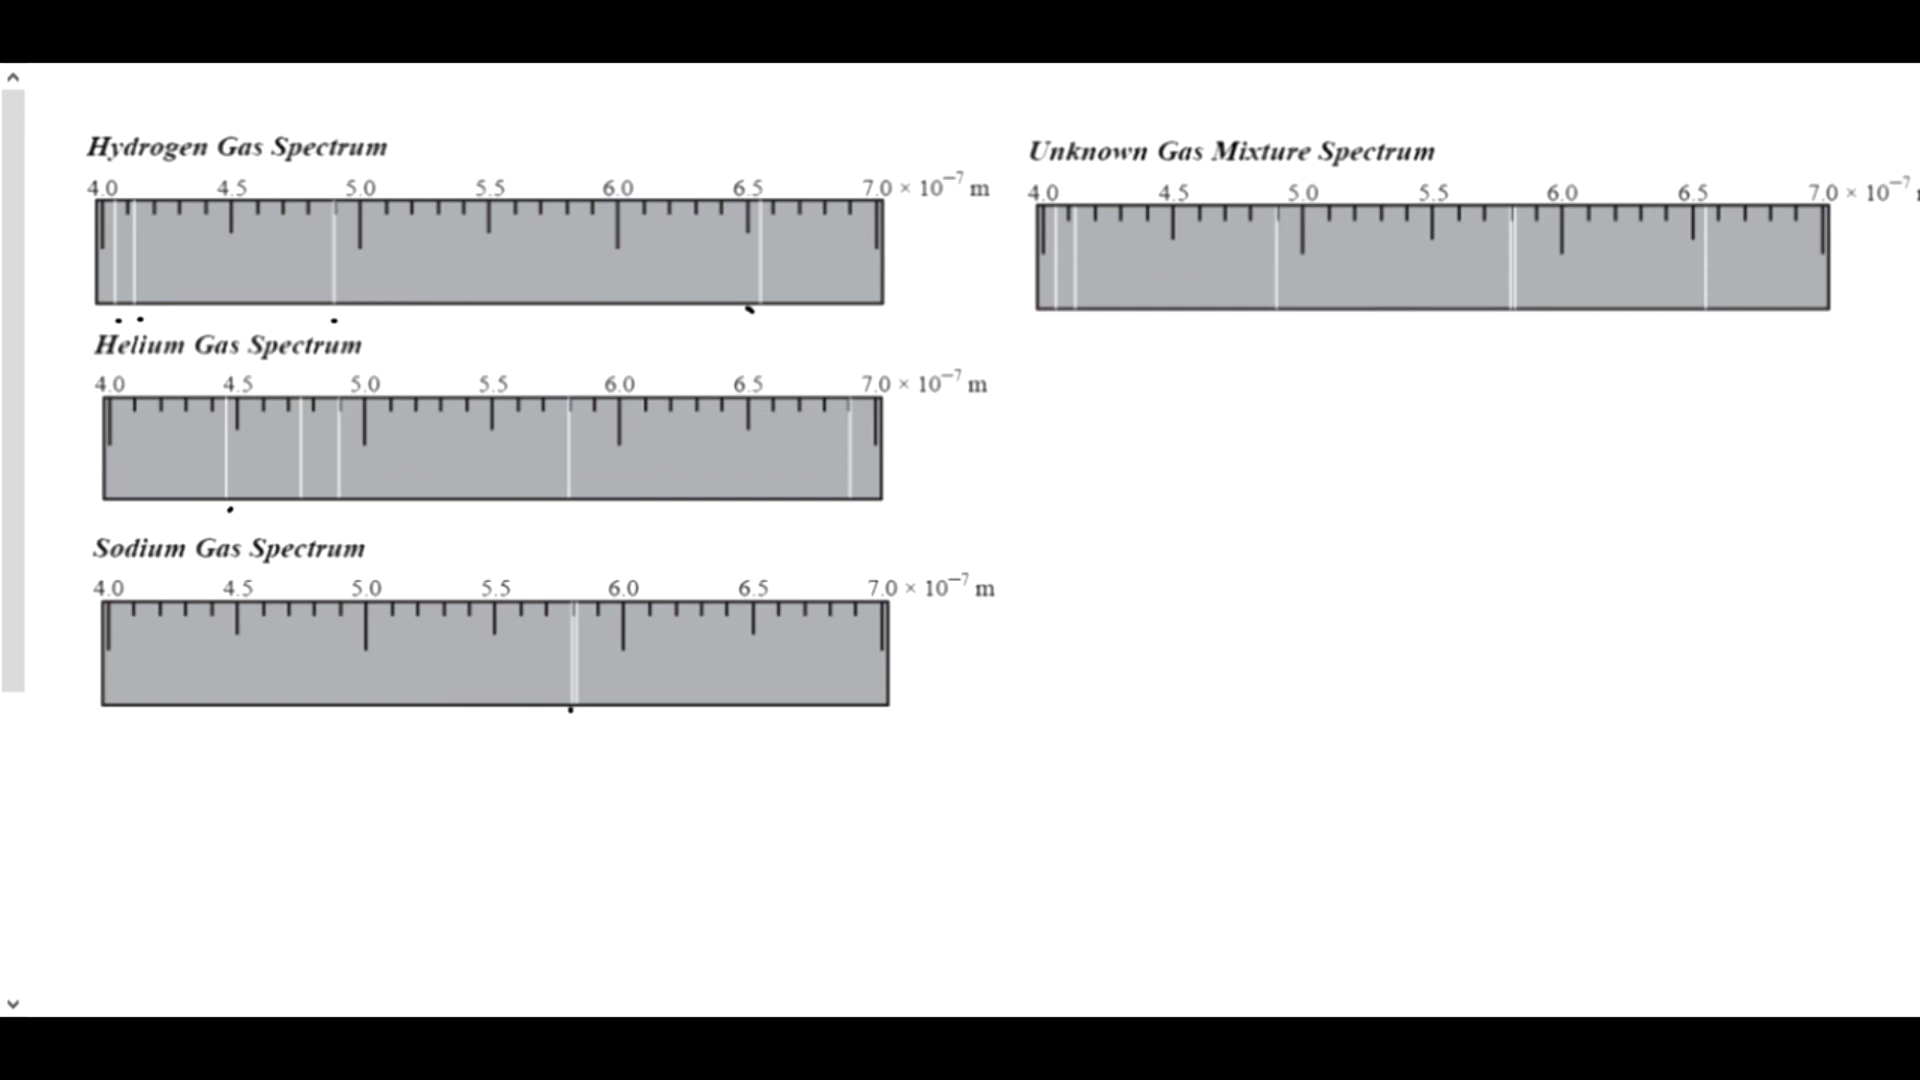 Hydrogen Gas Spectrum
4.0 4.5 5.0 5.5 6.0 6.5 7.0 × 10⁻⁷ m
Helium Gas Spectrum
4.0 4.5 5.0 5.5 6.0 6.5 7.0 × 10⁻⁷ m
Sodium Gas Spectrum
4.0 4.5 5.0 5.5 6.0 6.5 7.0 × 10⁻⁷ m
Unknown Gas Mixture Spectrum
4.0 4.5 5.0 5.5 6.0 6.5 7.0 × 10⁻⁷